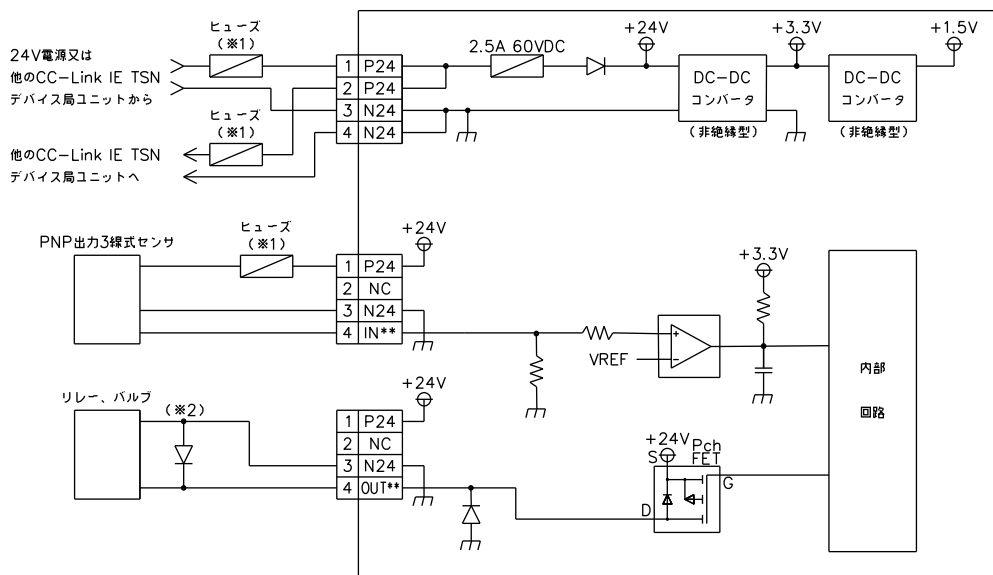 24V電源又は
他のCC-Link IE TSN
デバイス局ユニットから
ヒューズ
(※1)
1 P24
2 P24
3 N24
4 N24
2.5A 60VDC
+24V
DC-DC
コンバータ
(非絶縁型)
+3.3V
DC-DC
コンバータ
(非絶縁型)
+1.5V
ヒューズ
(※1)
他のCC-Link IE TSN
デバイス局ユニットへ
PNP出力3線式センサ
ヒューズ
(※1)
1 P24
2 NC
3 N24
4 IN**
+24V
VREF
+
-
+3.3V
内部
回路
リレー、バルブ
(※2)
1 P24
2 NC
3 N24
4 OUT**
+24V
+24V
S
Pch
FET
G
D